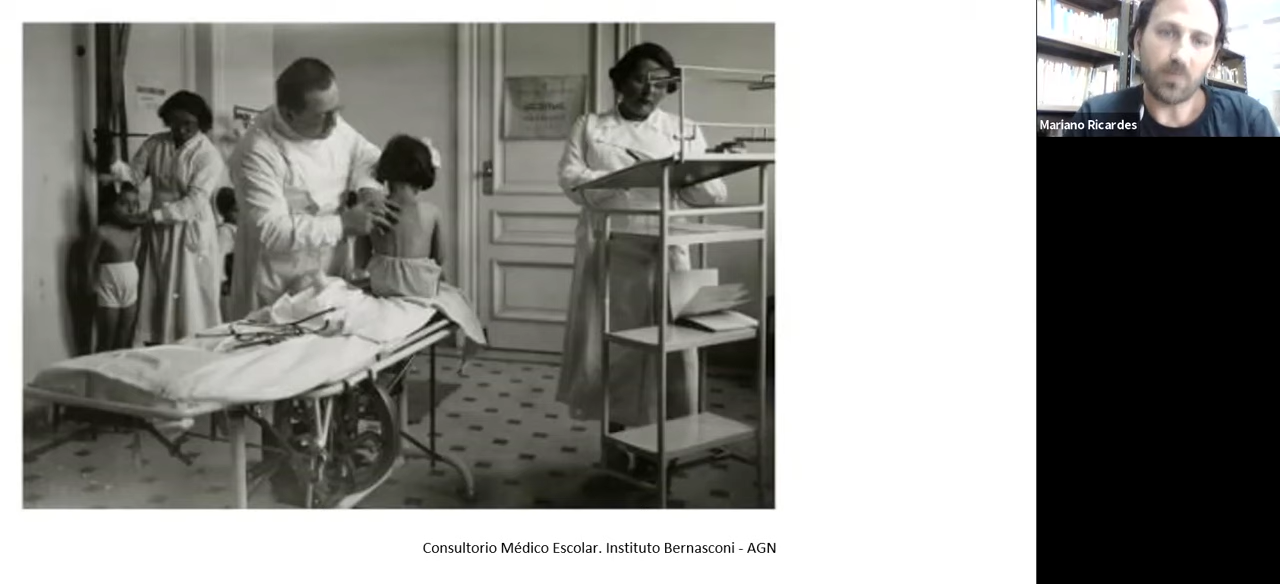 Mariano Ricardes
Consultorio Médico Escolar. Instituto Bernasconi - AGN